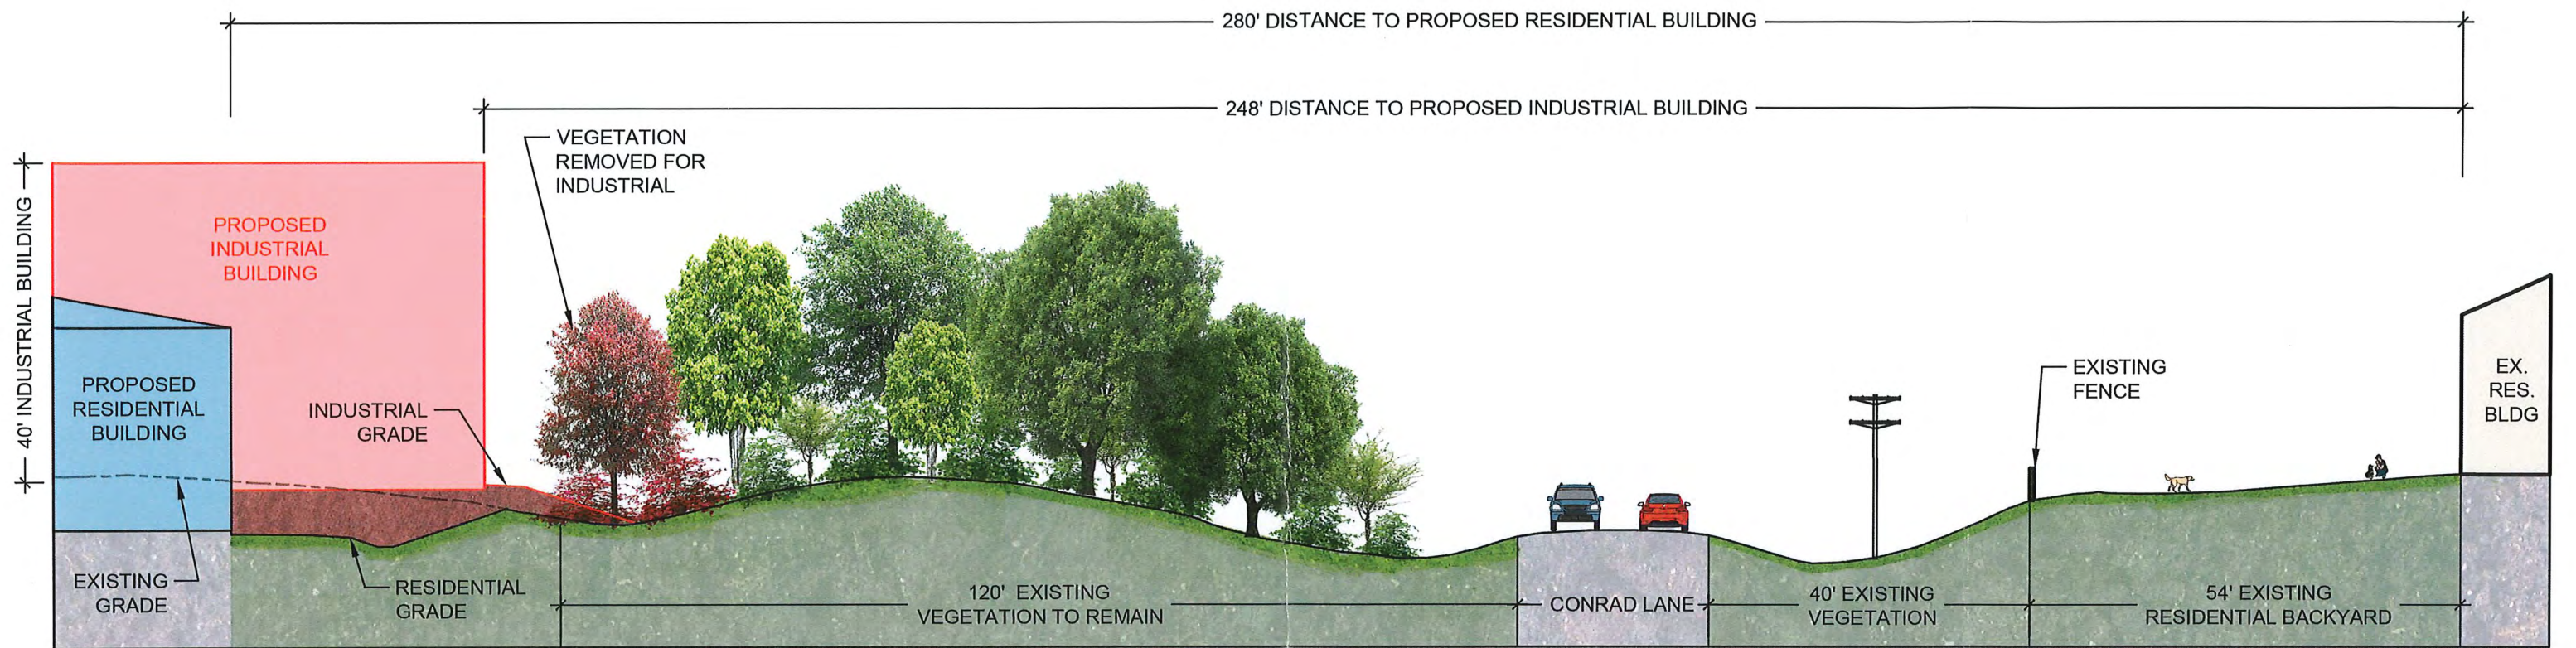 280' DISTANCE TO PROPOSED RESIDENTIAL BUILDING
248' DISTANCE TO PROPOSED INDUSTRIAL BUILDING
VEGETATION
REMOVED FOR
INDUSTRIAL
40' INDUSTRIAL BUILDING
PROPOSED
INDUSTRIAL
BUILDING
PROPOSED
RESIDENTIAL
BUILDING
INDUSTRIAL
GRADE
EXISTING
FENCE
EX.
RES.
BLDG
EXISTING
GRADE
RESIDENTIAL
GRADE
120' EXISTING
VEGETATION TO REMAIN
CONRAD LANE
40' EXISTING
VEGETATION
54' EXISTING
RESIDENTIAL BACKYARD